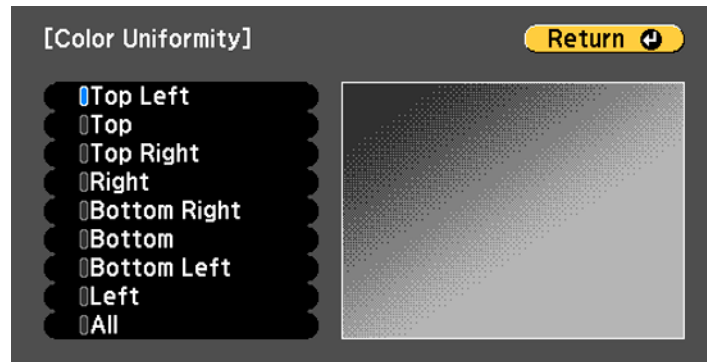 [Color Uniformity]
Return
Top Left
Top
Top Right
Right
Bottom Right
Bottom
Bottom Left
Left
All